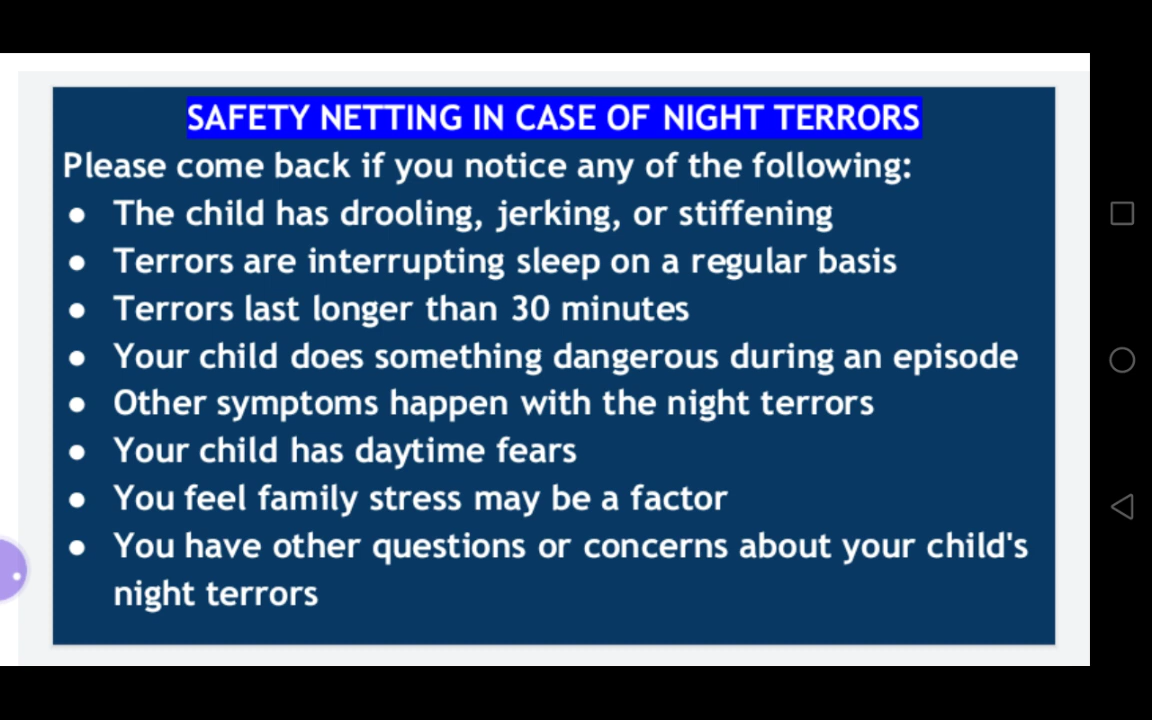 SAFETY NETTING IN CASE OF NIGHT TERRORS
Please come back if you notice any of the following:
● The child has drooling, jerking, or stiffening
● Terrors are interrupting sleep on a regular basis
● Terrors last longer than 30 minutes
● Your child does something dangerous during an episode
● Other symptoms happen with the night terrors
● Your child has daytime fears
● You feel family stress may be a factor
● You have other questions or concerns about your child's
night terrors